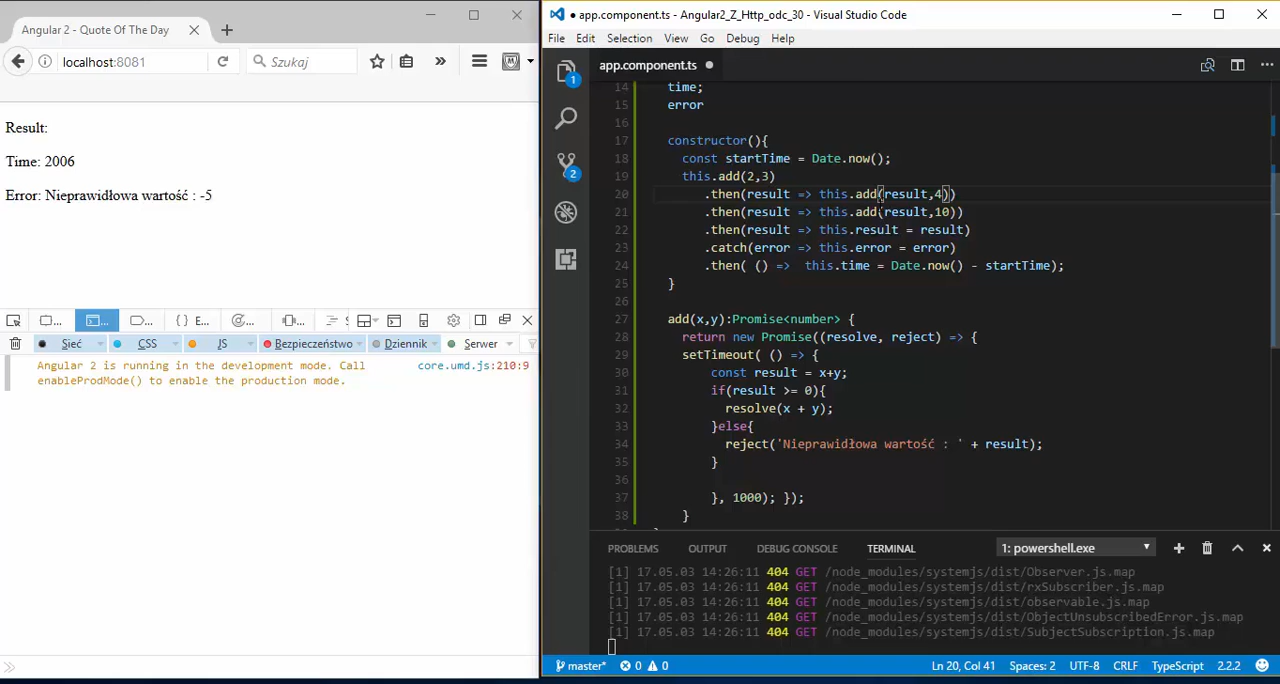 Angular 2 - Quote Of The Day
localhost:8081
Szukaj
Result:
Time: 2006
Error: Nieprawidłowa wartość : -5
E...
Sieć
CSS
JS
Bezpieczeństwo
Dziennik
Serwer
Angular 2 is running in the development mode. Call
enableProdMode() to enable the production mode.
core.umd.js:210:9
app.component.ts - Angular2_Z_Http_odc_30 - Visual Studio Code
File Edit Selection View Go Debug Help
app.component.ts
1
2
14 time;
15 error
16
17 constructor(){
18 const startTime = Date.now();
19 this.add(2,3)
20 .then(result => this.add(result,4))
21 .then(result => this.add(result,10))
22 .then(result => this.result = result)
23 .catch(error => this.error = error)
24 .then( () => this.time = Date.now() - startTime);
25 }
26
27 add(x,y):Promise<number> {
28 return new Promise((resolve, reject) => {
29 setTimeout( () => {
30 const result = x+y;
31 if(result >= 0){
32 resolve(x + y);
33 }else{
34 reject('Nieprawidłowa wartość : ' + result);
35 }
36
37 }, 1000); });
38 }
PROBLEMS OUTPUT DEBUG CONSOLE TERMINAL 1: powershell.exe
[1] 17.05.03 14:26:11 404 GET /node_modules/systemjs/dist/Observer.js.map
[1] 17.05.03 14:26:11 404 GET /node_modules/systemjs/dist/rxSubscriber.js.map
[1] 17.05.03 14:26:11 404 GET /node_modules/systemjs/dist/observable.js.map
[1] 17.05.03 14:26:11 404 GET /node_modules/systemjs/dist/ObjectUnsubscribedError.js.map
[1] 17.05.03 14:26:11 404 GET /node_modules/systemjs/dist/SubjectSubscription.js.map
master* 0 0 Ln 20, Col 41 Spaces: 2 UTF-8 CRLF TypeScript 2.2.2